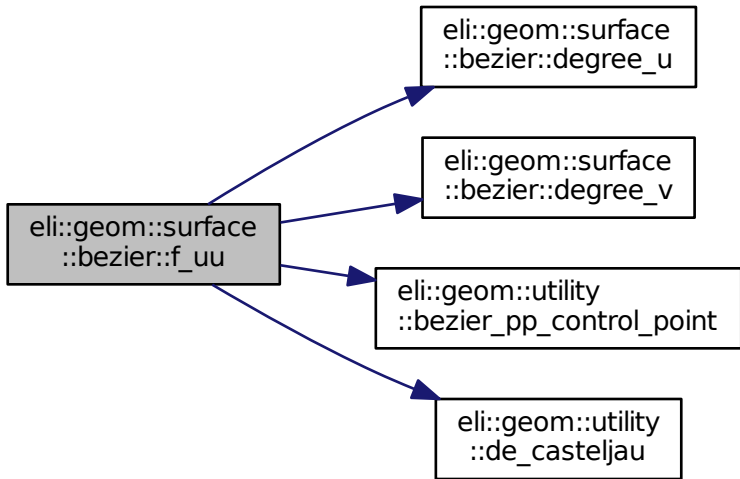 eli::geom::surface
::bezier::degree_u
eli::geom::surface
::bezier::degree_v
eli::geom::surface
::bezier::f_uu
eli::geom::utility
::bezier_pp_control_point
eli::geom::utility
::de_casteljau